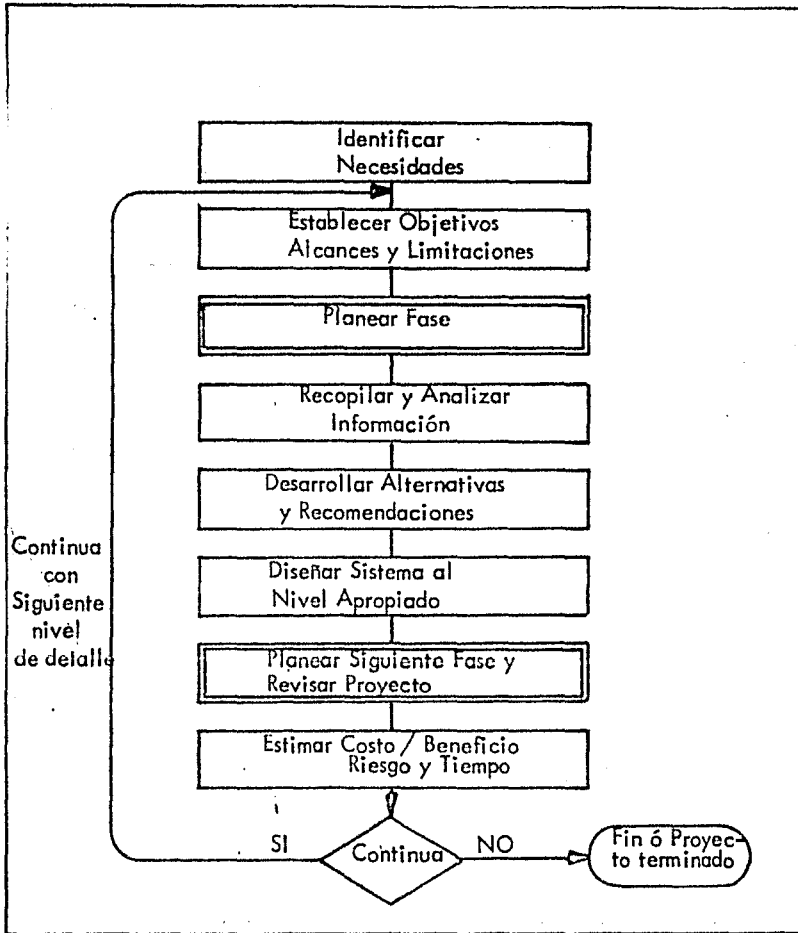 Identificar
Necesidades
Establecer Objetivos
Alcances y Limitaciones
Planear Fase
Recopilar y Analizar
Información
Desarrollar Alternativas
y Recomendaciones
Continua
con
Siguiente
nivel
de detalle
Diseñar Sistema al
Nivel Apropiado
Planear Siguiente Fase y
Revisar Proyecto
Estimar Costo / Beneficio
Riesgo y Tiempo
SI
Continua
NO
Fin ó Proyec-
to terminado